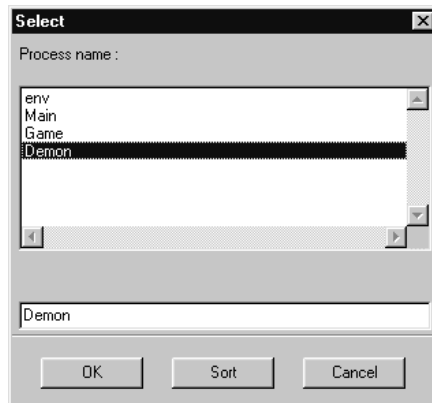 Select
Process name :
env
Main
Game
Demon
Demon
OK Sort Cancel